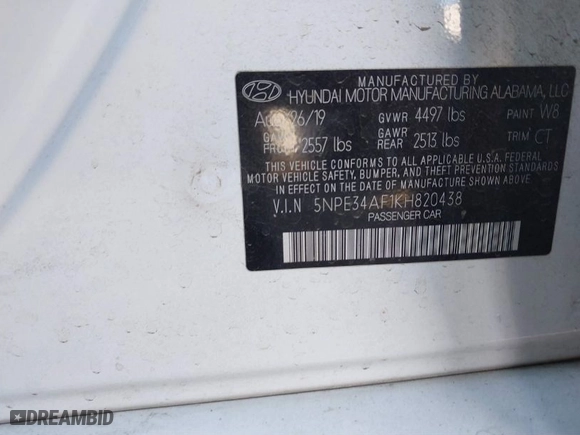 MANUFACTURED BY
HYUNDAI MOTOR MANUFACTURING ALABAMA, LLC
/19 GVWR 4497 lbs PAINT W8
2557 lbs GAWR REAR 2513 lbs TRIM CT
THIS VEHICLE CONFORMS TO ALL APPLICABLE U.S.A FEDERAL
MOTOR VEHICLE SAFETY, BUMPER, AND THEFT PREVENTION STANDARDS
IN EFFECT ON THE DATE OF MANUFACTURE SHOWN ABOVE.
V.I.N 5NPE34AF1KH820438
PASSENGER CAR
DREAMBID